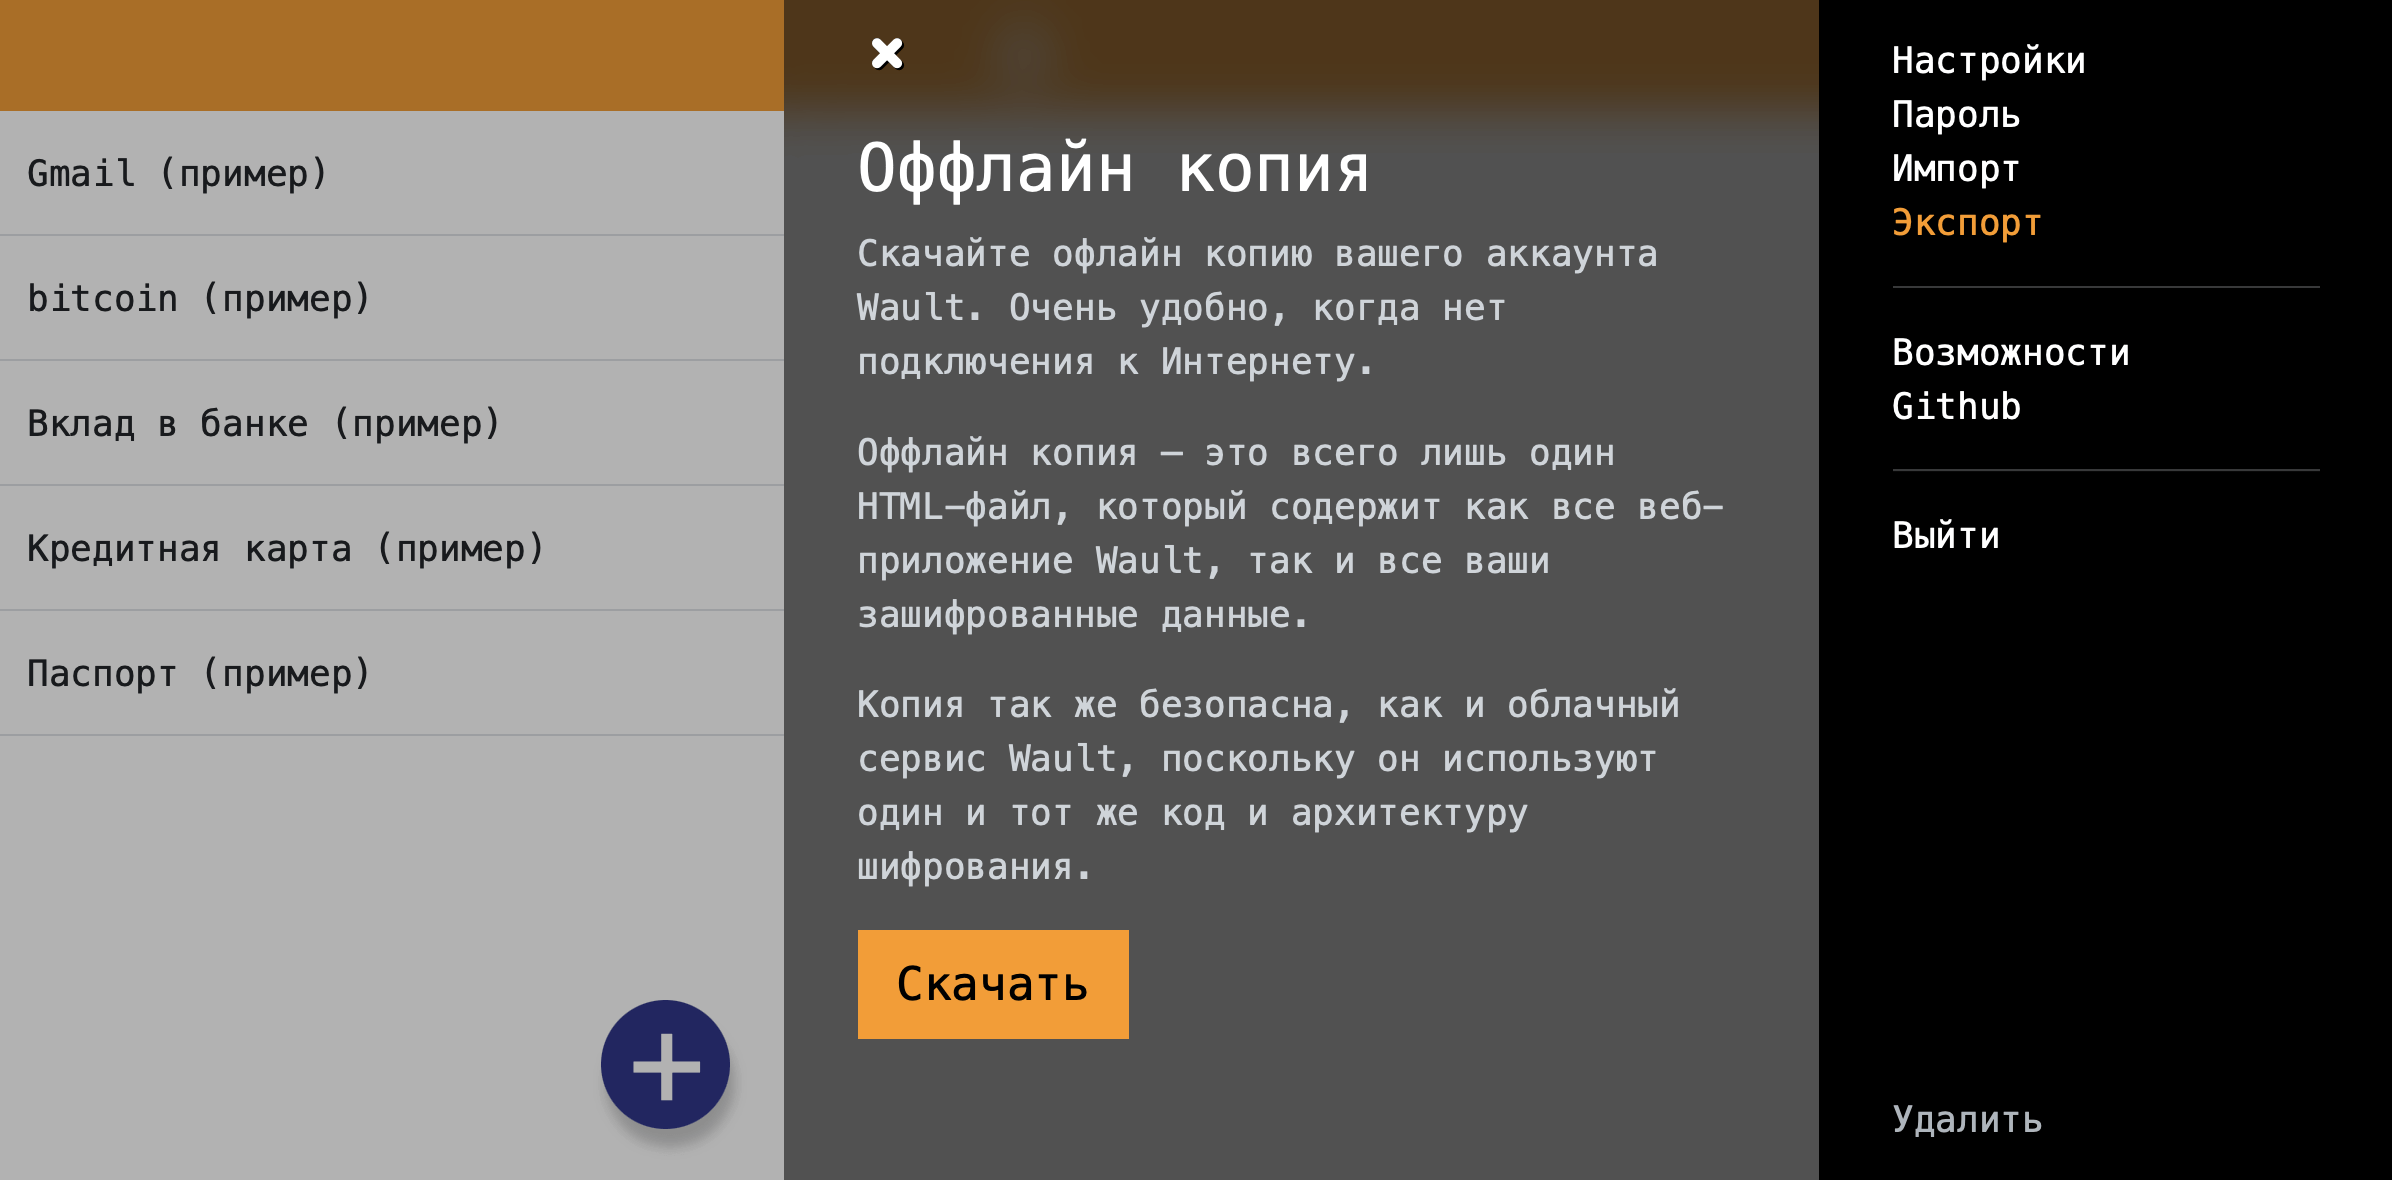 Gmail (пример)
bitcoin (пример)
Вклад в банке (пример)
Кредитная карта (пример)
Паспорт (пример)
Оффлайн копия
Скачайте офлайн копию вашего аккаунта
Wault. Очень удобно, когда нет
подключения к Интернету.
Оффлайн копия — это всего лишь один
HTML-файл, который содержит как все веб-
приложение Wault, так и все ваши
зашифрованные данные.
Копия так же безопасна, как и облачный
сервис Wault, поскольку он используют
один и тот же код и архитектуру
шифрования.
Скачать
Настройки
Пароль
Импорт
Экспорт
Возможности
Github
Выйти
Удалить